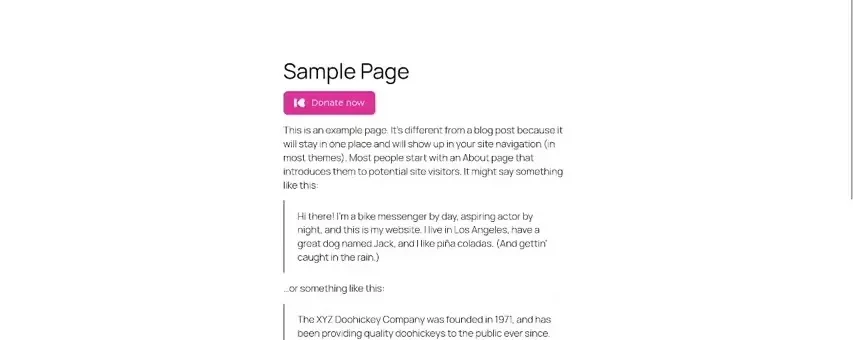 Sample Page
Donate now
This is an example page. It's different from a blog post because it
will stay in one place and will show up in your site navigation (in
most themes). Most people start with an About page that
introduces them to potential site visitors. It might say something
like this:
Hi there! I'm a bike messenger by day, aspiring actor by
night, and this is my website. I live in Los Angeles, have a
great dog named Jack, and I like piña coladas. (And gettin'
caught in the rain.)
...or something like this:
The XYZ Doohickey Company was founded in 1971, and has
been providing quality doohickeys to the public ever since.